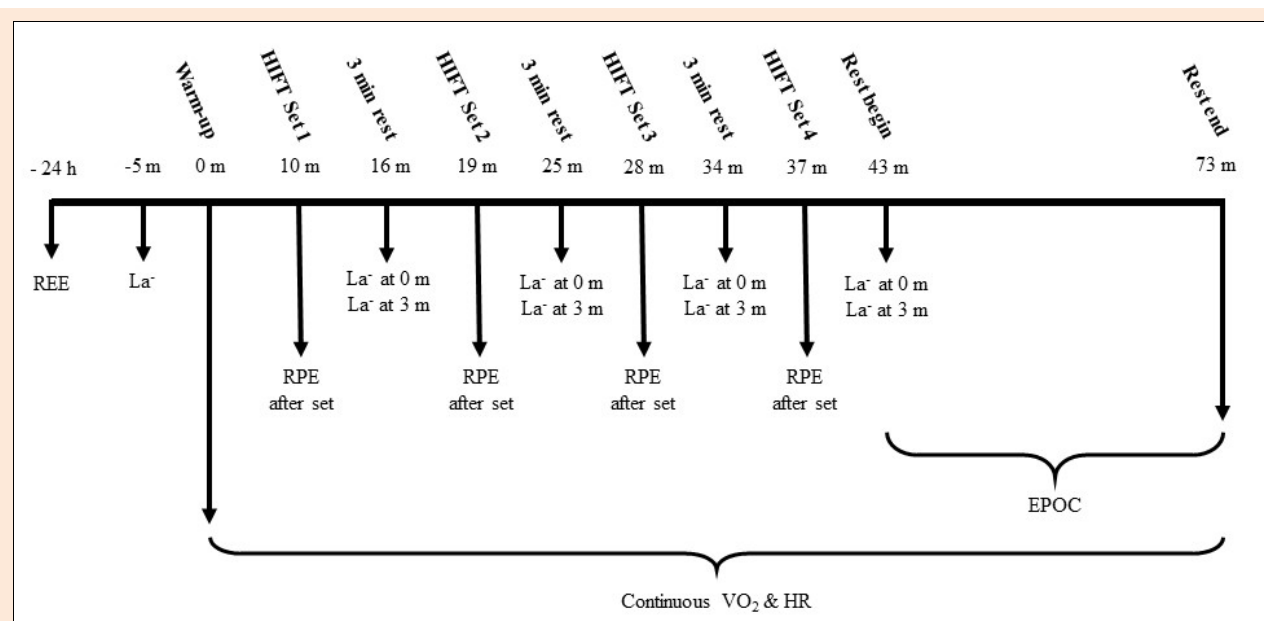 Warm-up
HIFT Set 1
3 min rest
HIFT Set 2
3 min rest
HIFT Set 3
3 min rest
HIFT Set 4
Rest begin
Rest end
- 24 h
-5 m
0 m
10 m
16 m
19 m
25 m
28 m
34 m
37 m
43 m
73 m
REE
La⁻
La⁻ at 0 m
La⁻ at 3 m
La⁻ at 0 m
La⁻ at 3 m
La⁻ at 0 m
La⁻ at 3 m
La⁻ at 0 m
La⁻ at 3 m
RPE
after set
RPE
after set
RPE
after set
RPE
after set
EPOC
Continuous VO₂ & HR